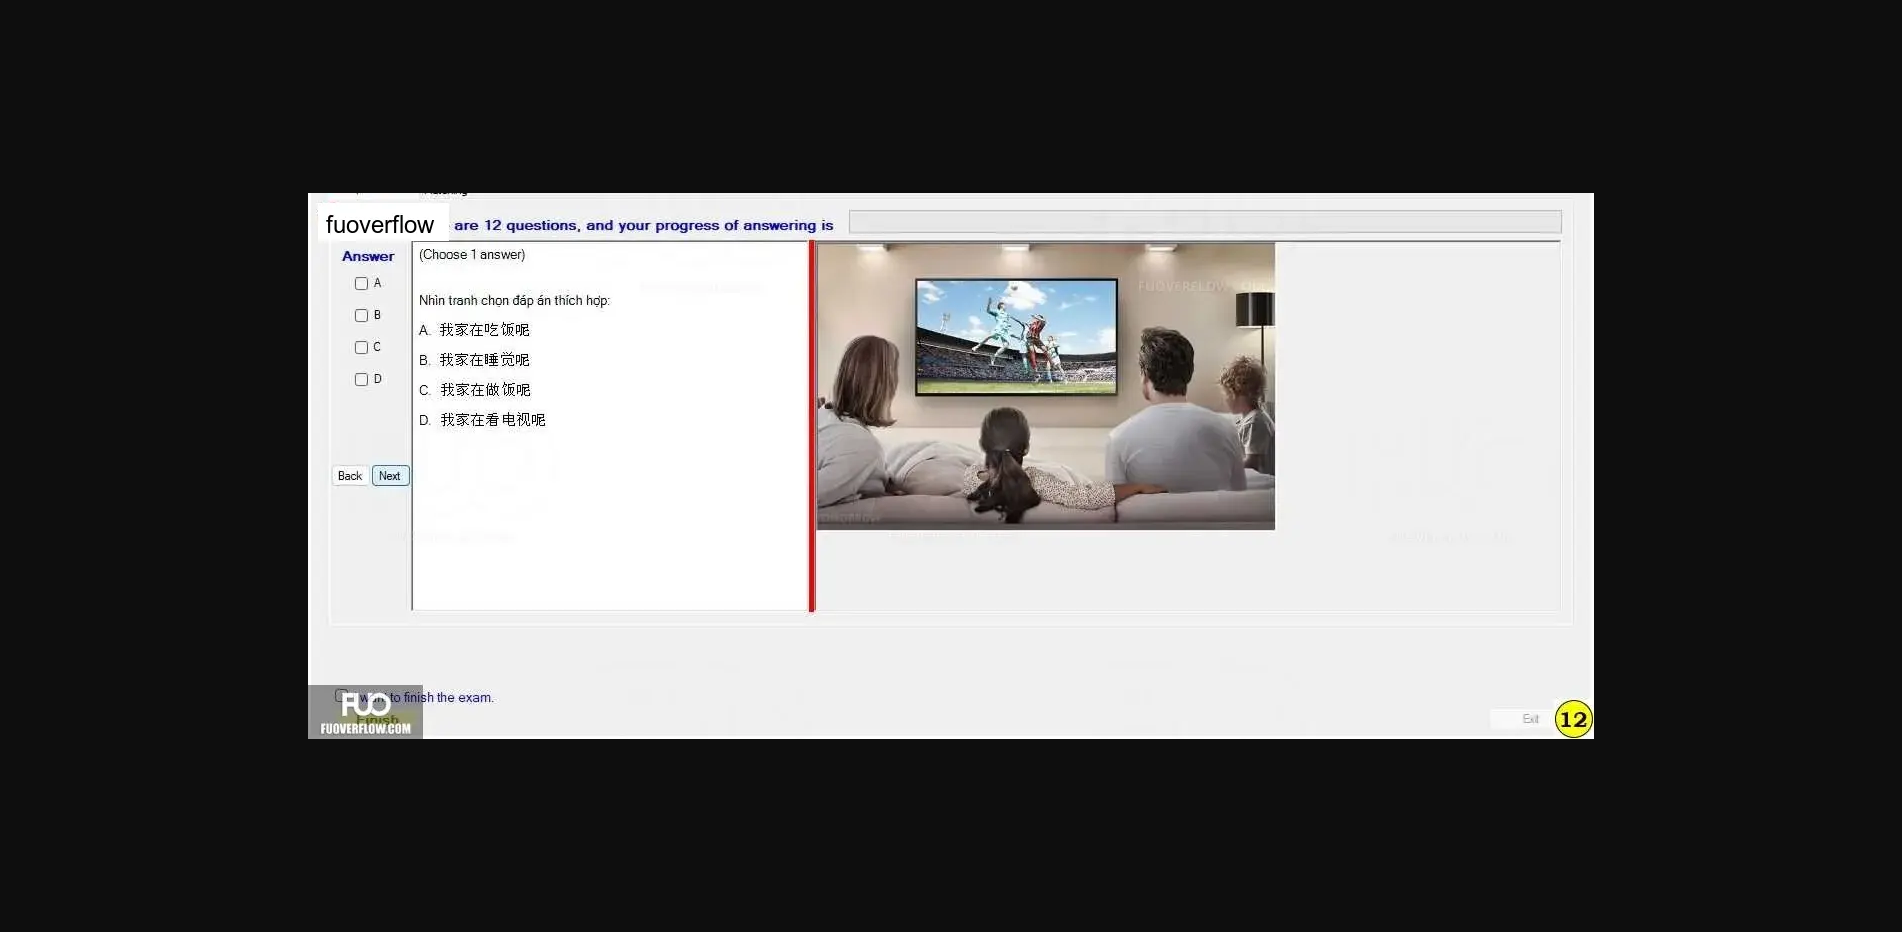 fuoverflow
are 12 questions, and your progress of answering is
Answer
(Choose 1 answer)
A
B
C
D
Nhìn tranh chọn đáp án thích hợp:
A. 我家在吃饭呢
B. 我家在睡觉呢
C. 我家在做饭呢
D. 我家在看电视呢
FUOVERFLOW
Back
Next
want to finish the exam.
Finish
FUO
FUOVERFLOW.COM
Exit
12